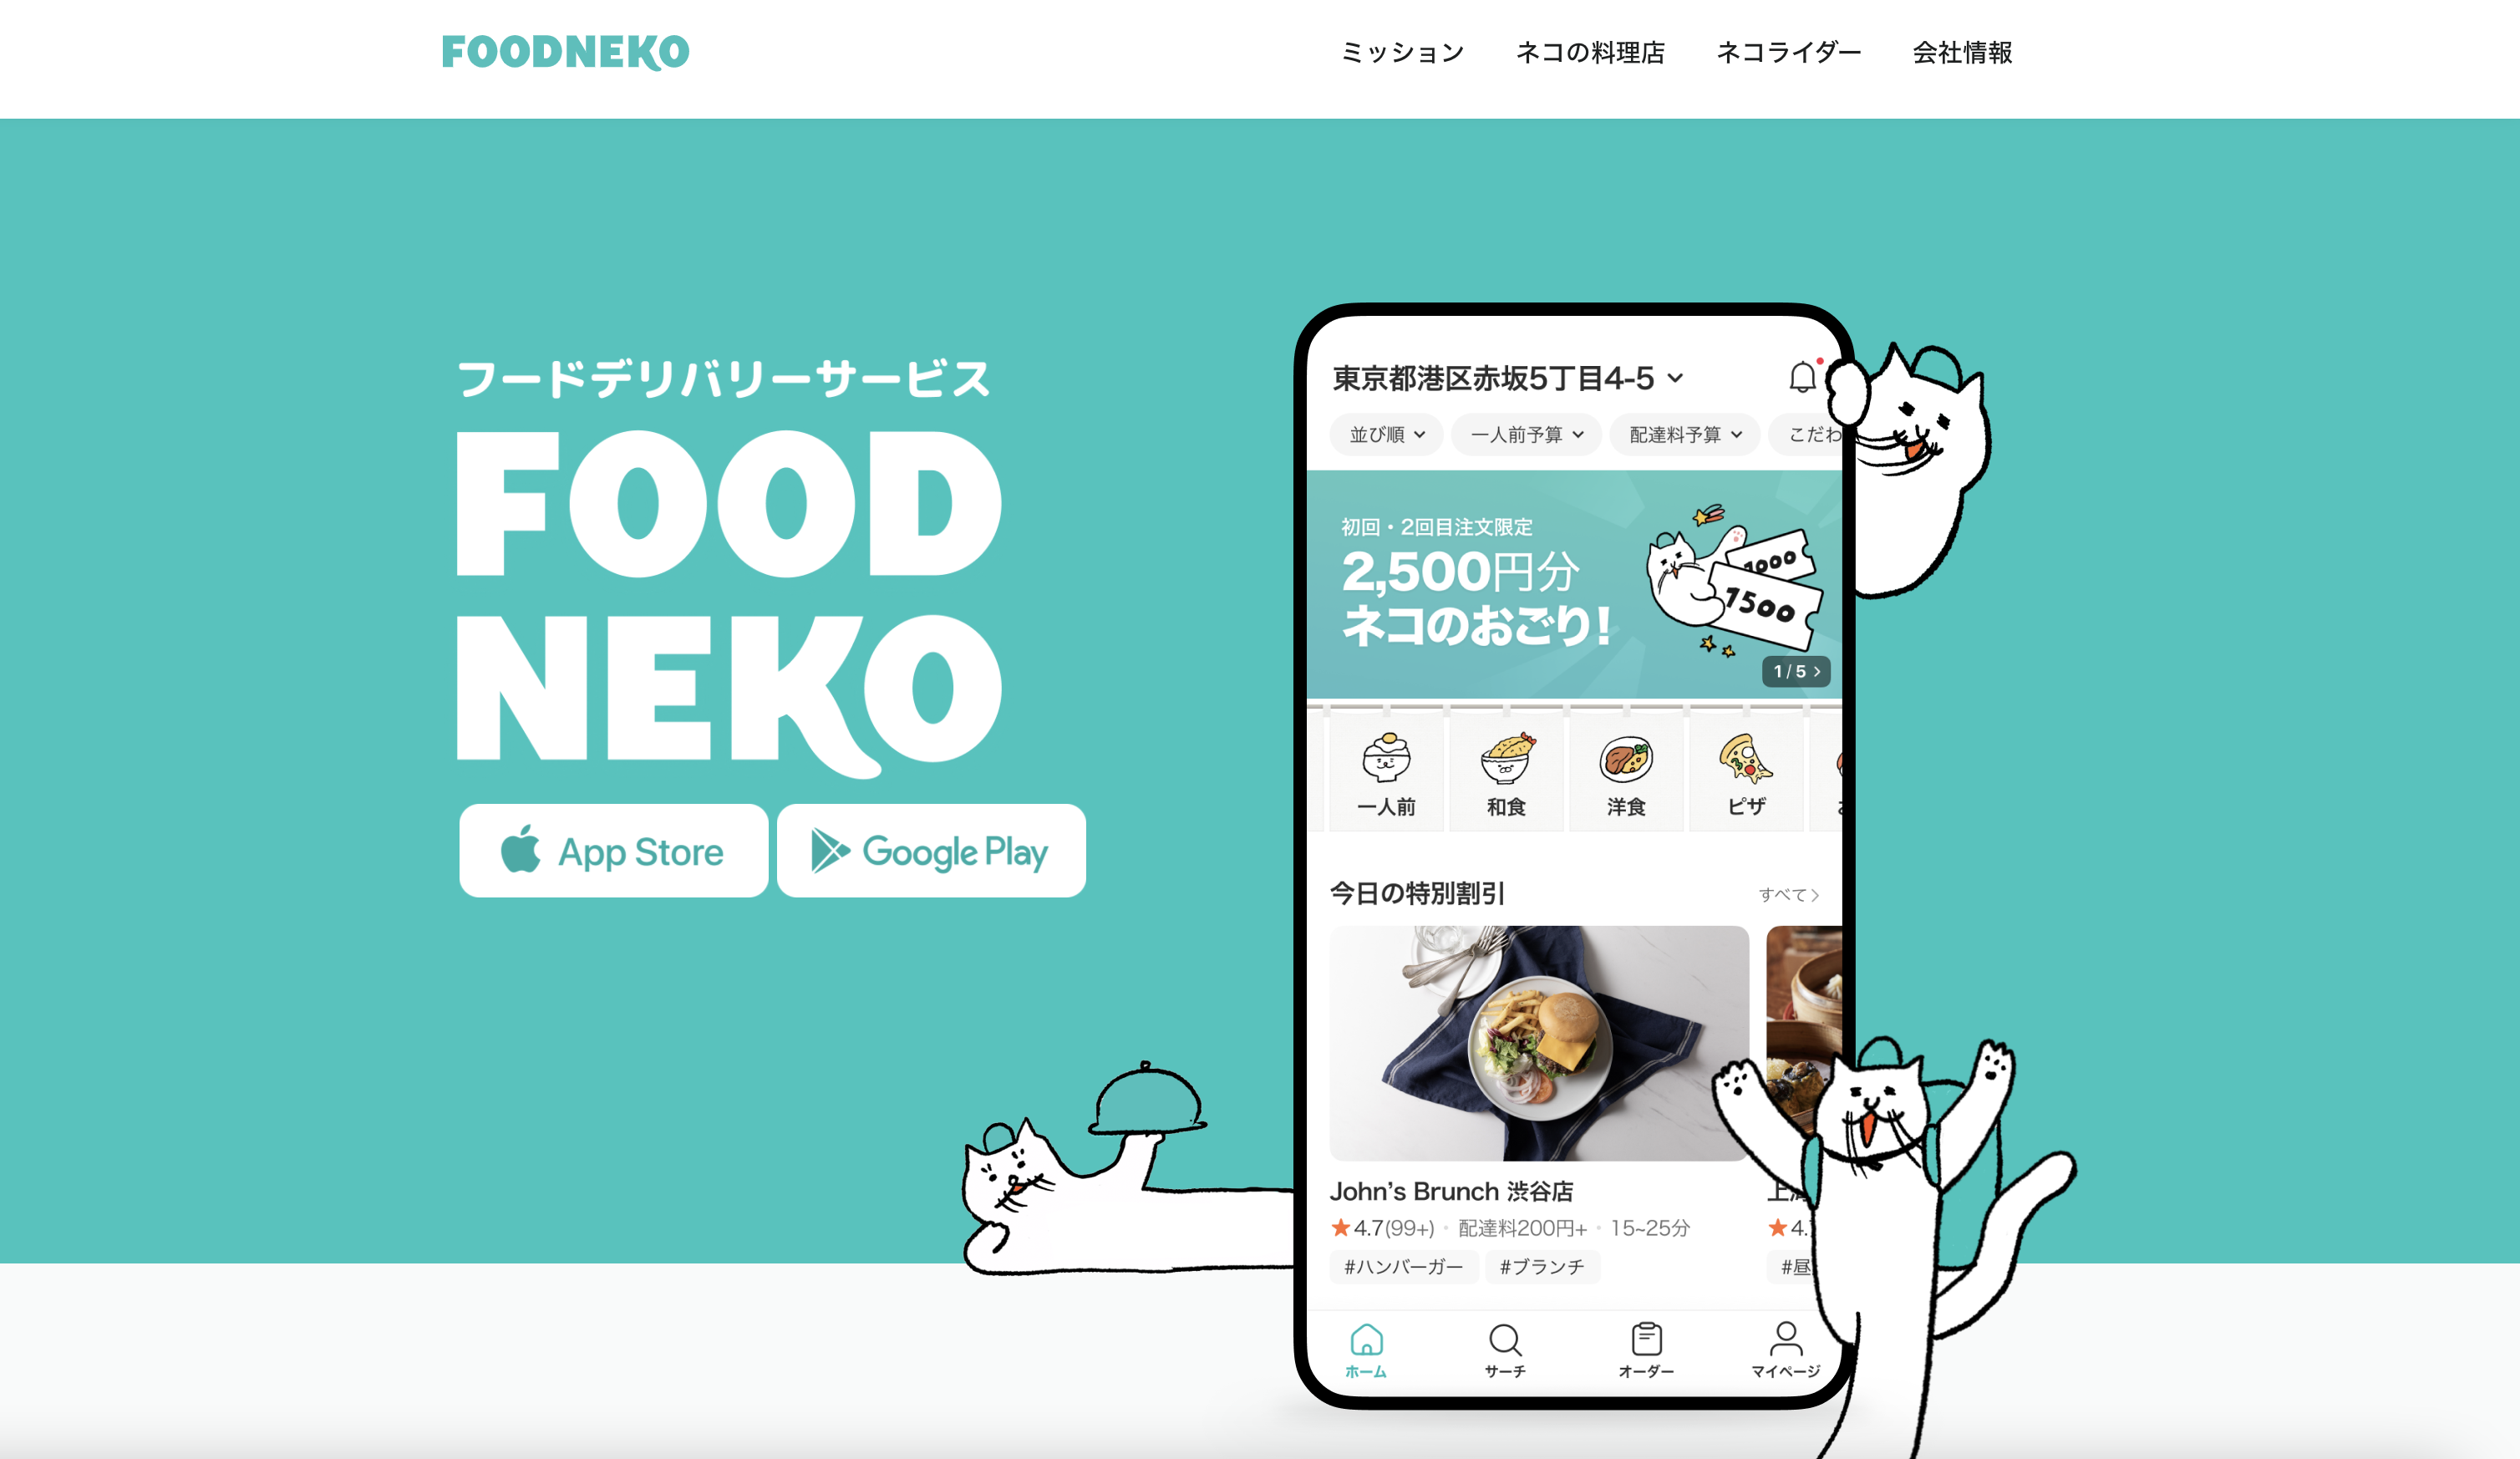 FOODNEKO
ミッション ネコの料理店 ネコライダー 会社情報
フードデリバリーサービス
FOOD
NEKO
App Store
Google Play
東京都港区赤坂5丁目4-5
並び順 一人前予算 配達料予算 こだわ
初回・2回目注文限定
2,500円分
ネコのおごり!
1000
1500
1 / 5
一人前 和食 洋食 ピザ
今日の特別割引
すべて
John's Brunch 渋谷店
4.7(99+) · 配達料200円+ · 15~25分
4.
#ハンバーガー #ブランチ
#昼
ホーム サーチ オーダー マイページ